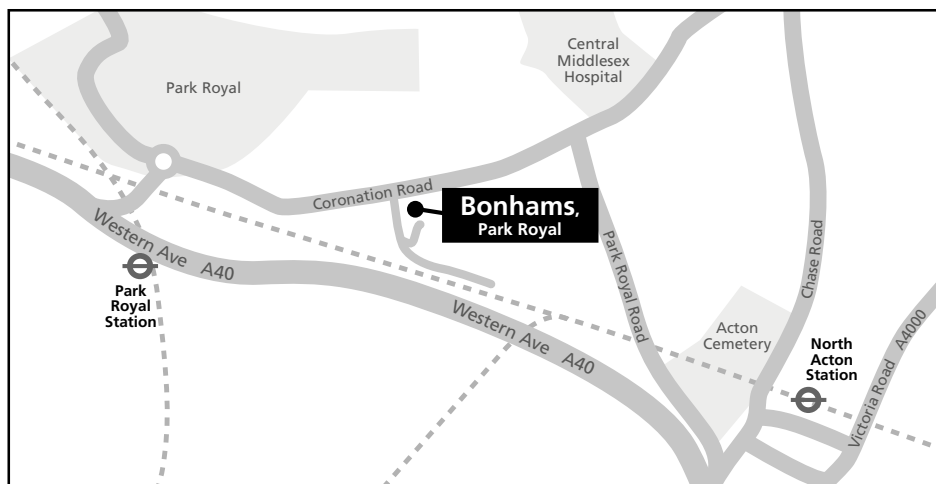 Central
Middlesex
Hospital
Park Royal
Coronation Road
Bonhams,
Park Royal
Western Ave A40
Park
Royal
Station
Park Royal Road
Chase Road
Western Ave A40
Acton
Cemetery
North
Acton
Station
Victoria Road A4000